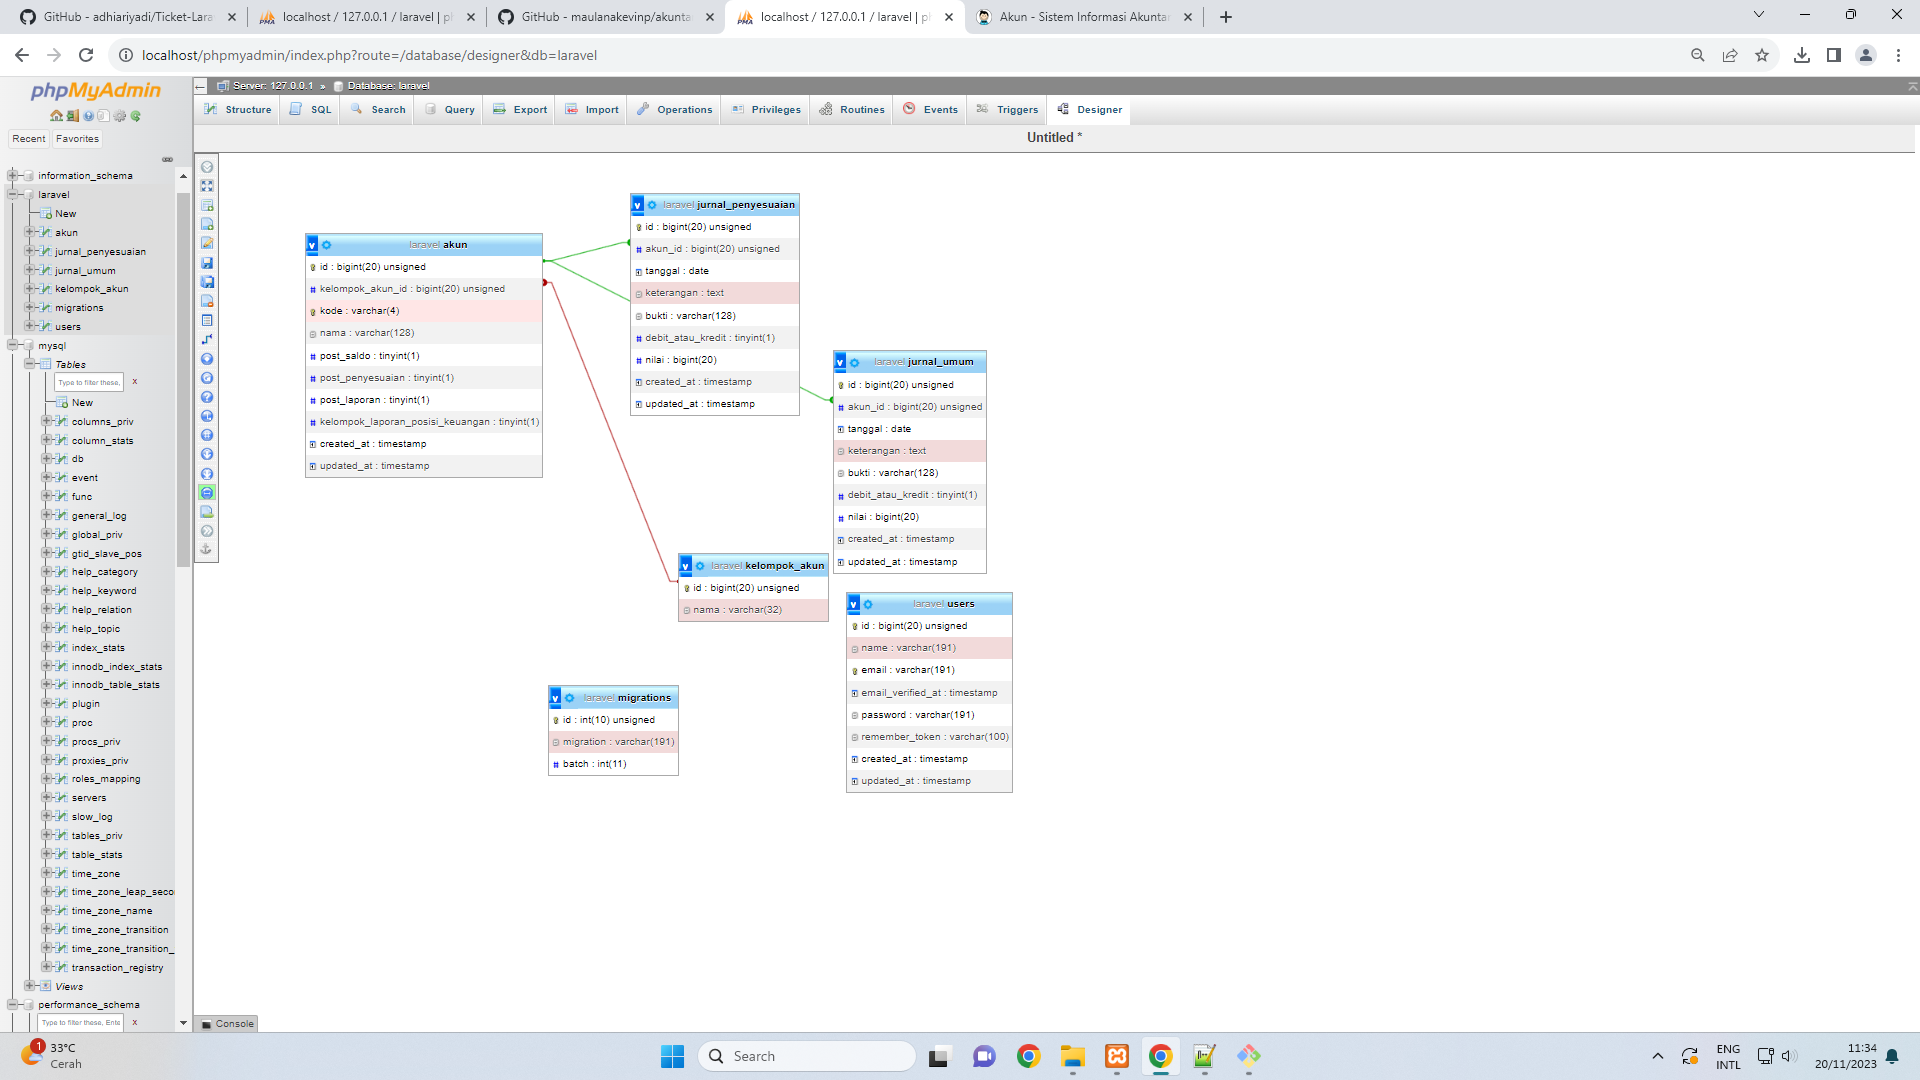 GitHub - adhiariyadi/Ticket-Lara
localhost / 127.0.0.1 / laravel | p
GitHub - maulanakevinp/akunta
localhost / 127.0.0.1 / laravel | p
Akun - Sistem Informasi Akuntan
localhost/phpmyadmin/index.php?route=/database/designer&db=laravel
phpMyAdmin
Recent
Favorites
information_schema
laravel
New
akun
jurnal_penyesuaian
jurnal_umum
kelompok_akun
migrations
users
mysql
Tables
Type to filter these,
X
New
columns_priv
column_stats
db
event
func
general_log
global_priv
gtid_slave_pos
help_category
help_keyword
help_relation
help_topic
index_stats
innodb_index_stats
innodb_table_stats
plugin
proc
procs_priv
proxies_priv
roles_mapping
servers
slow_log
tables_priv
table_stats
time_zone
time_zone_leap_seco
time_zone_name
time_zone_transition
time_zone_transition_
transaction_registry
Views
performance_schema
Type to filter these, Ente
X
Server: 127.0.0.1 » Database: laravel
Structure
SQL
Search
Query
Export
Import
Operations
Privileges
Routines
Events
Triggers
Designer
Untitled *
laravel akun
id : bigint(20) unsigned
kelompok_akun_id : bigint(20) unsigned
kode : varchar(4)
nama : varchar(128)
post_saldo : tinyint(1)
post_penyesuaian : tinyint(1)
post_laporan : tinyint(1)
kelompok_laporan_posisi_keuangan : tinyint(1)
created_at : timestamp
updated_at : timestamp
laravel jurnal_penyesuaian
id : bigint(20) unsigned
akun_id : bigint(20) unsigned
tanggal : date
keterangan : text
bukti : varchar(128)
debit_atau_kredit : tinyint(1)
nilai : bigint(20)
created_at : timestamp
updated_at : timestamp
laravel jurnal_umum
id : bigint(20) unsigned
akun_id : bigint(20) unsigned
tanggal : date
keterangan : text
bukti : varchar(128)
debit_atau_kredit : tinyint(1)
nilai : bigint(20)
created_at : timestamp
updated_at : timestamp
laravel kelompok_akun
id : bigint(20) unsigned
nama : varchar(32)
laravel users
id : bigint(20) unsigned
name : varchar(191)
email : varchar(191)
email_verified_at : timestamp
password : varchar(191)
remember_token : varchar(100)
created_at : timestamp
updated_at : timestamp
laravel migrations
id : int(10) unsigned
migration : varchar(191)
batch : int(11)
Console
1
33°C
Cerah
Search
ENG
INTL
11:34
20/11/2023